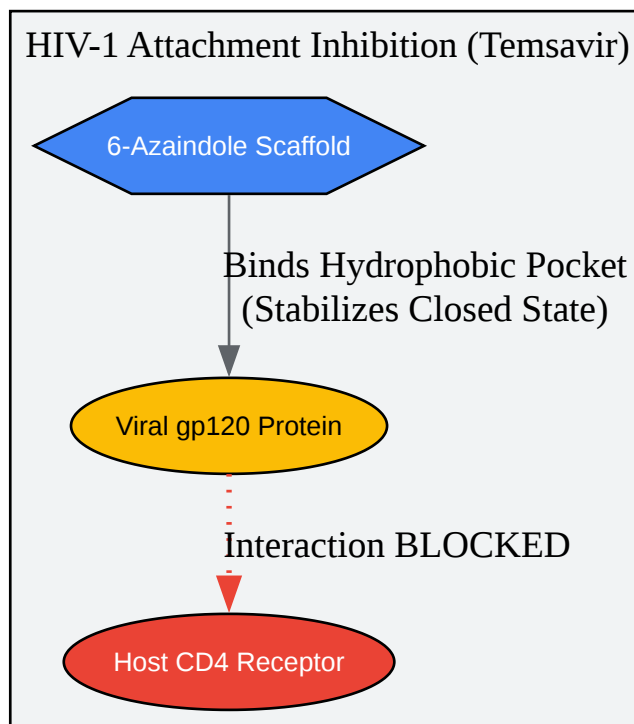 HIV-1 Attachment Inhibition (Temsavir)
6-Azaindole Scaffold
Binds Hydrophobic Pocket
(Stabilizes Closed State)
Viral gp120 Protein
Interaction BLOCKED
Host CD4 Receptor